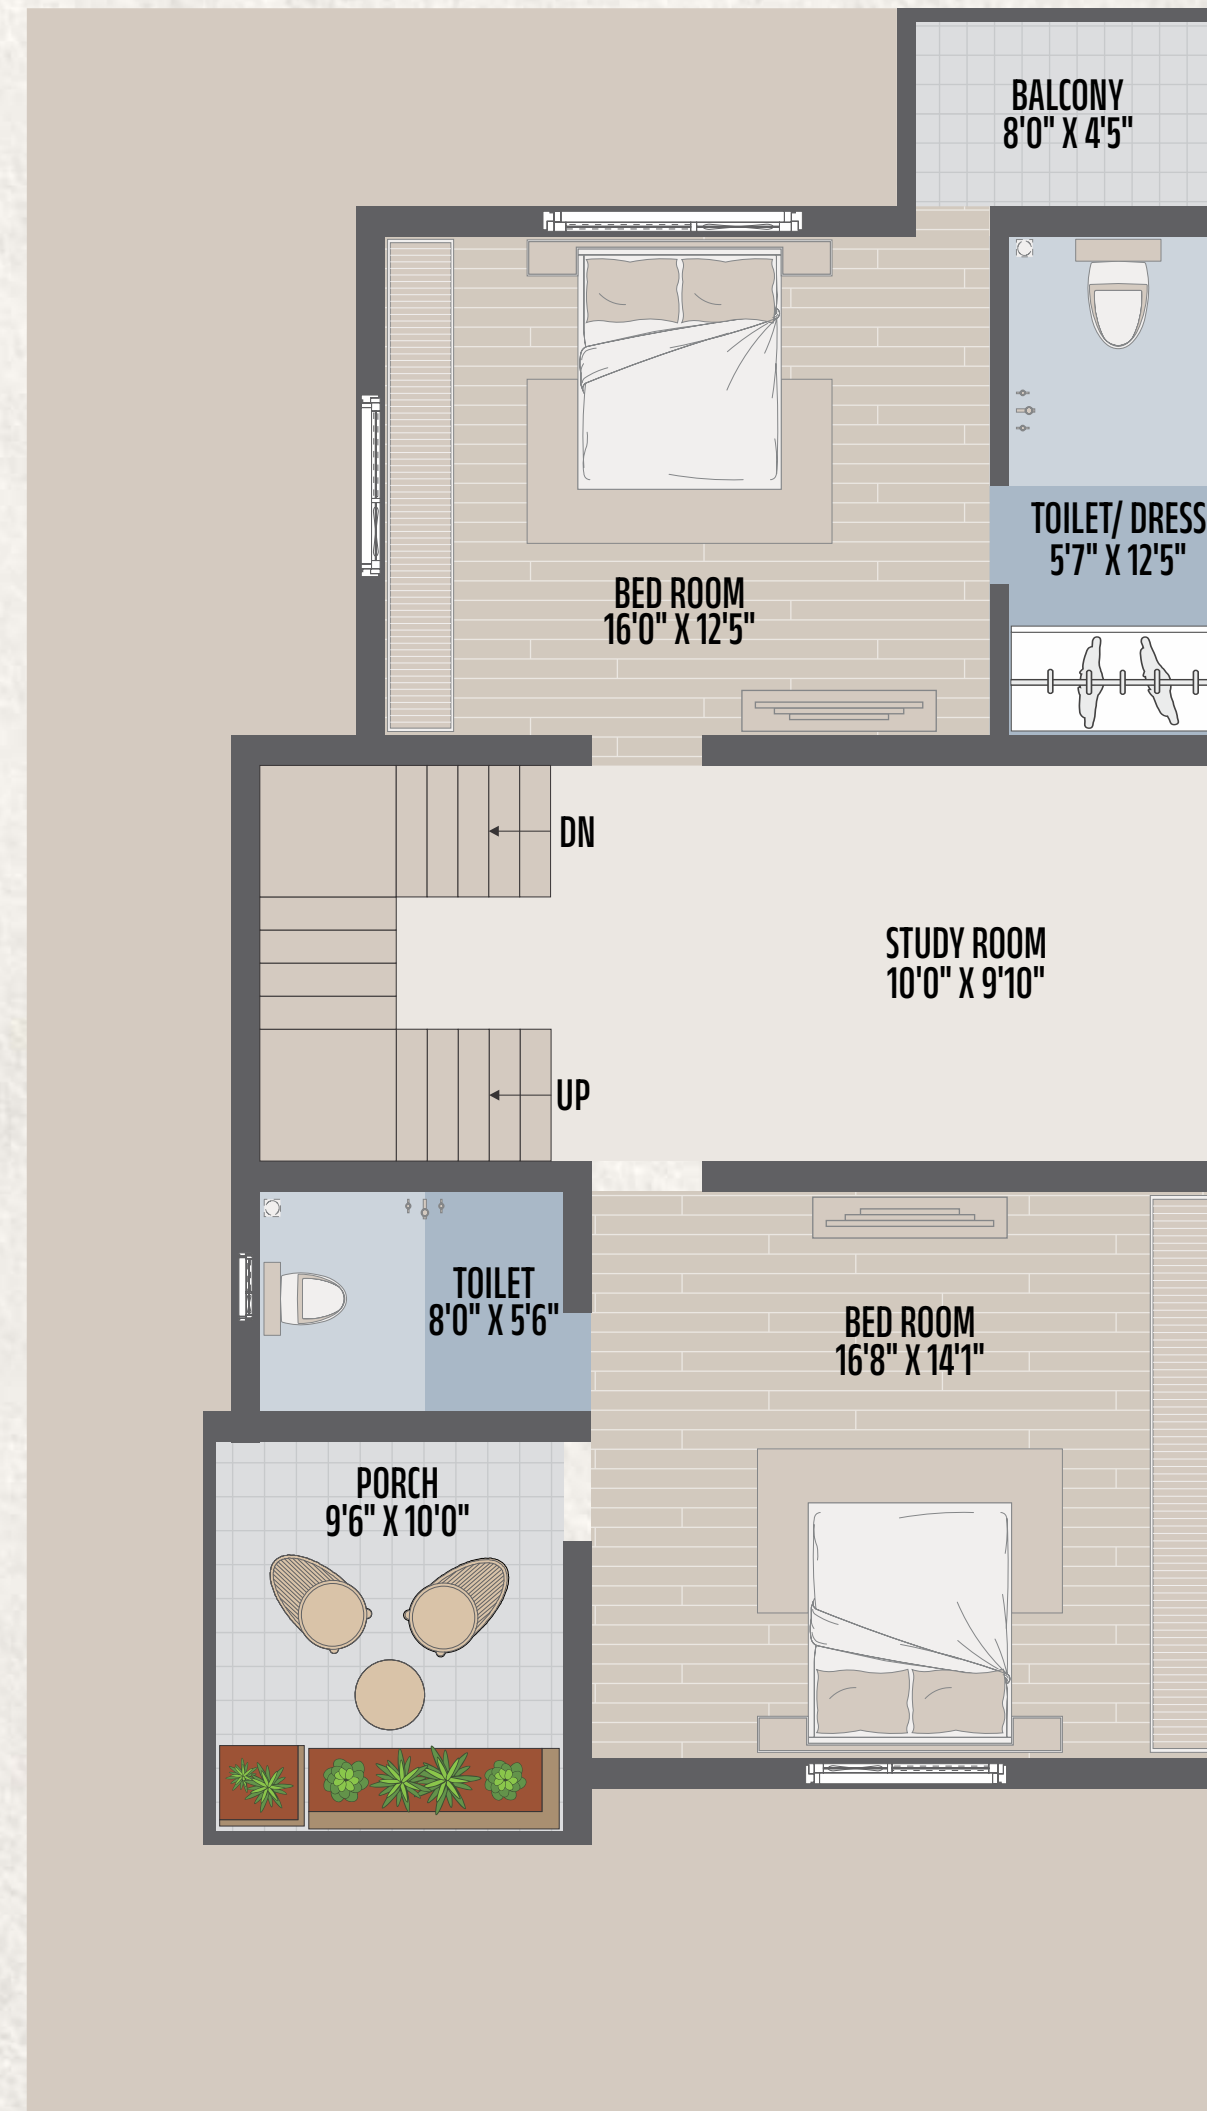 BALCONY
8'0" X 4'5"
TOILET/ DRESS
5'7" X 12'5"
BED ROOM
16'0" X 12'5"
DN
STUDY ROOM
10'0" X 9'10"
UP
TOILET
8'0" X 5'6"
BED ROOM
16'8" X 14'1"
PORCH
9'6" X 10'0"